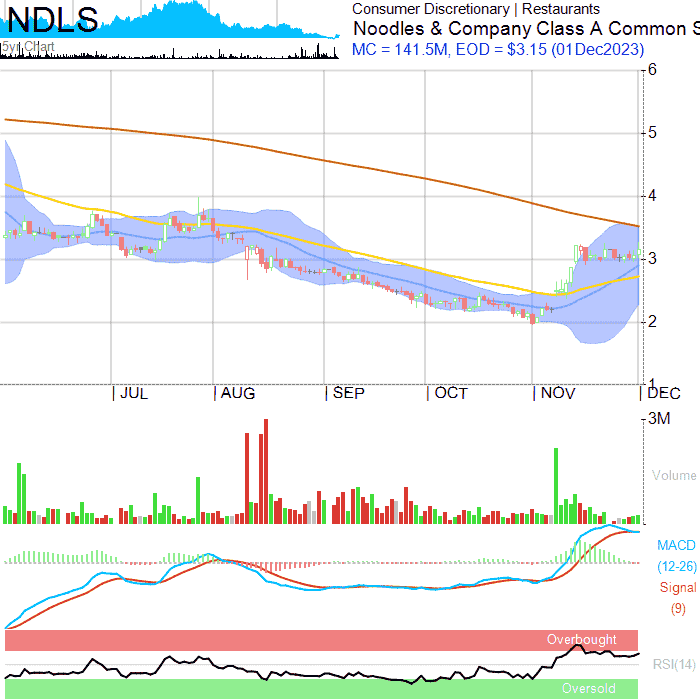 NDLS
5yr Chart
Consumer Discretionary | Restaurants
Noodles & Company Class A Common S
MC = 141.5M, EOD = $3.15 (01Dec2023)
6
5
4
3
2
1
JUL
AUG
SEP
OCT
NOV
DEC
3M
Volume
MACD
(12-26)
Signal
(9)
Overbought
RSI(14)
Oversold